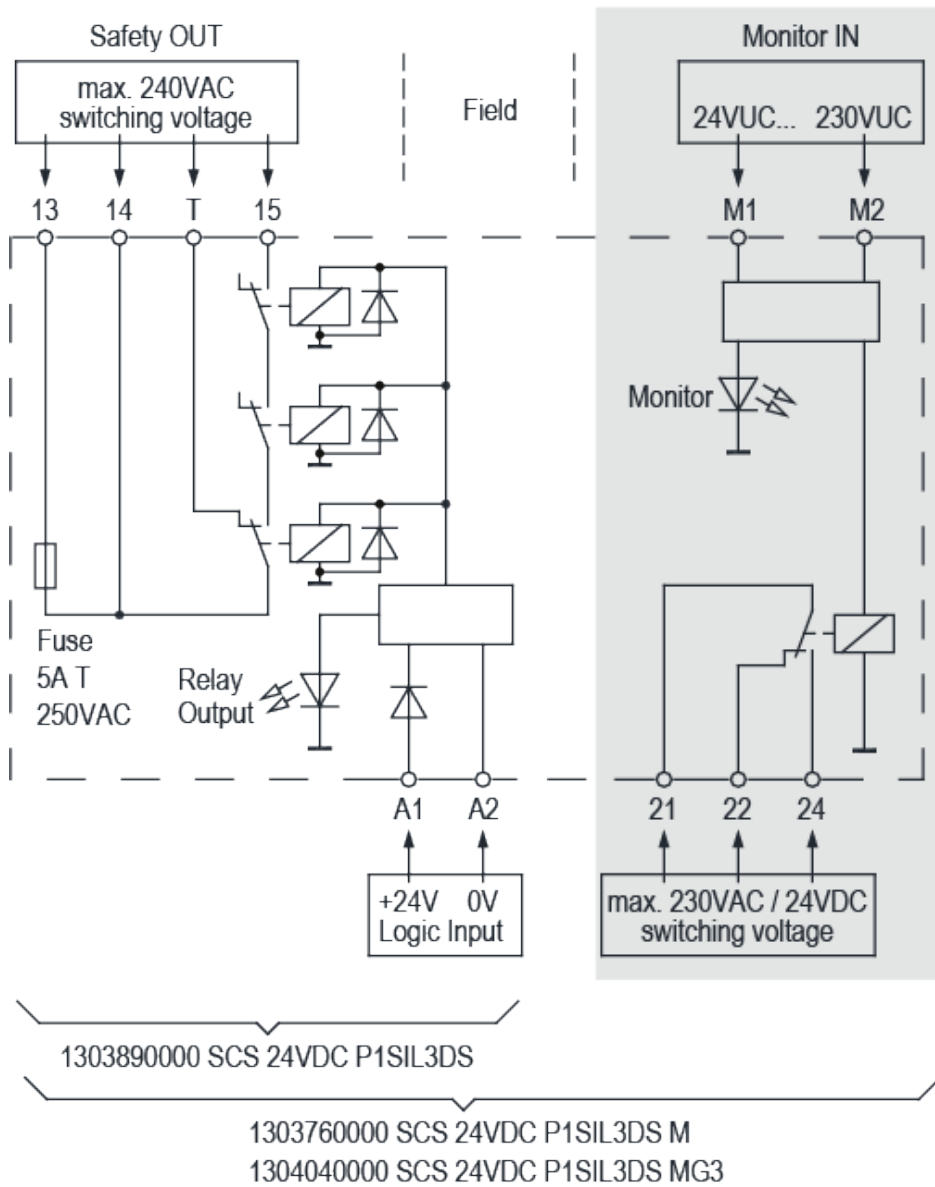 Safety OUT
max. 240VAC
switching voltage
Field
Monitor IN
24VUC... 230VUC
13 14 T 15
M1 M2
Monitor
Fuse
5A T
250VAC
Relay
Output
A1 A2
+24V 0V
Logic Input
21 22 24
max. 230VAC / 24VDC
switching voltage
1303890000 SCS 24VDC P1SIL3DS
1303760000 SCS 24VDC P1SIL3DS M
1304040000 SCS 24VDC P1SIL3DS MG3